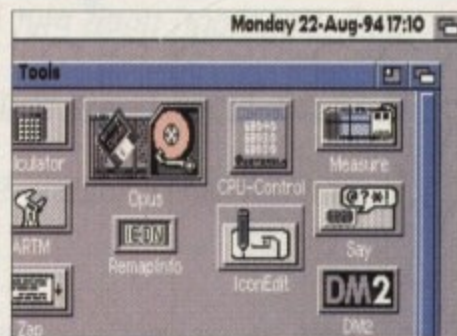 Monday 22-Aug-94 17:10
Tools
lculator
Opus
CPU-Control
Measure
ARTM
ICON
RemapInfo
IconEdit
@?*!
Say
Zap
DM2
DM2